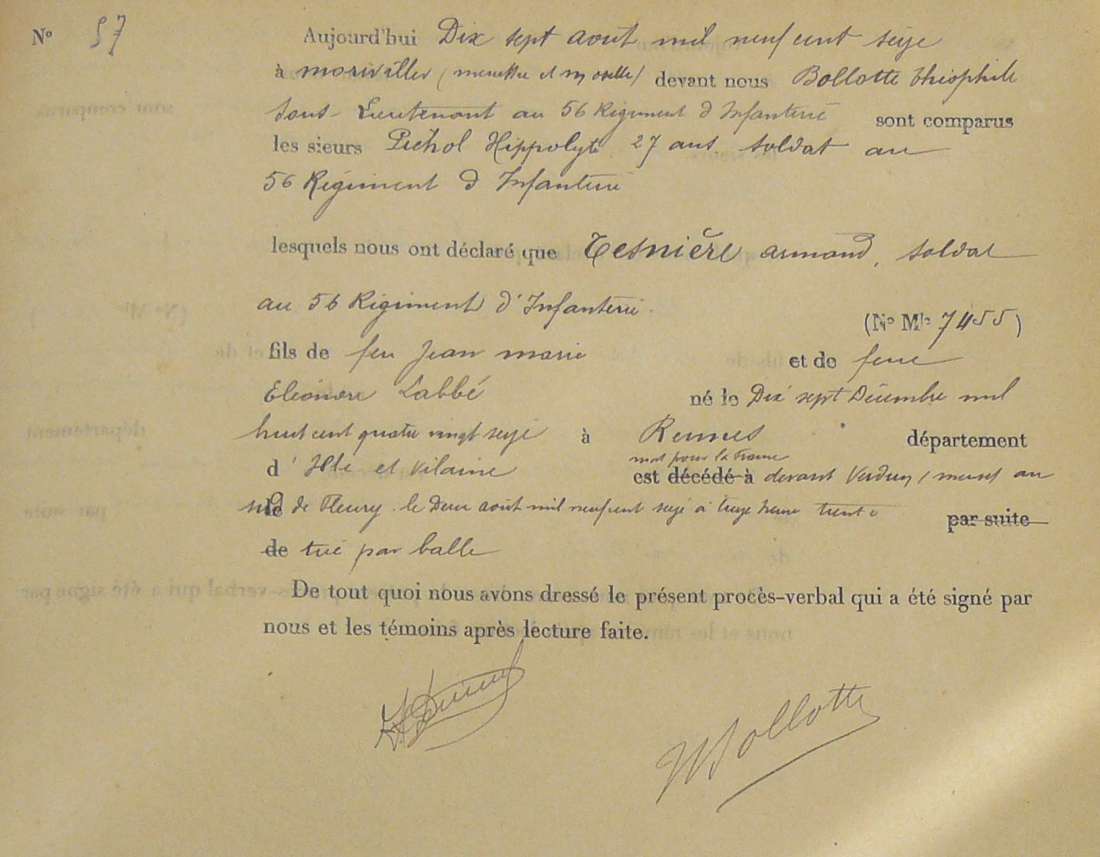 N° 57
Aujourd'hui Dix sept aout mil neuf cent seize
à moriviller (meurthe et moselle) devant nous Bollotte théophile
Sous-Lieutenant au 56 Régiment d Infanterie sont comparus
les sieurs Hippolyte 27 ans soldat au
56 Régiment d Infanterie
lesquels nous ont déclaré que Tesnière armand, soldat
au 56 Régiment d'Infanterie
(N° Mle 7455)
fils de feu Jean marie et de feue
Eléonore Labbé né le Dix sept Décembre mil
huit cent quatre vingt seize à Rennes département
mort pour la France
d'Ille et Vilaine est décédé à devant Verdun (meuse) au
de Fleury. le Deux août mil neuf cent seize à treize heure trente par suite
de tué par balle
De tout quoi nous avons dressé le présent procès-verbal qui a été signé par
nous et les témoins après lecture faite.
Bollotte